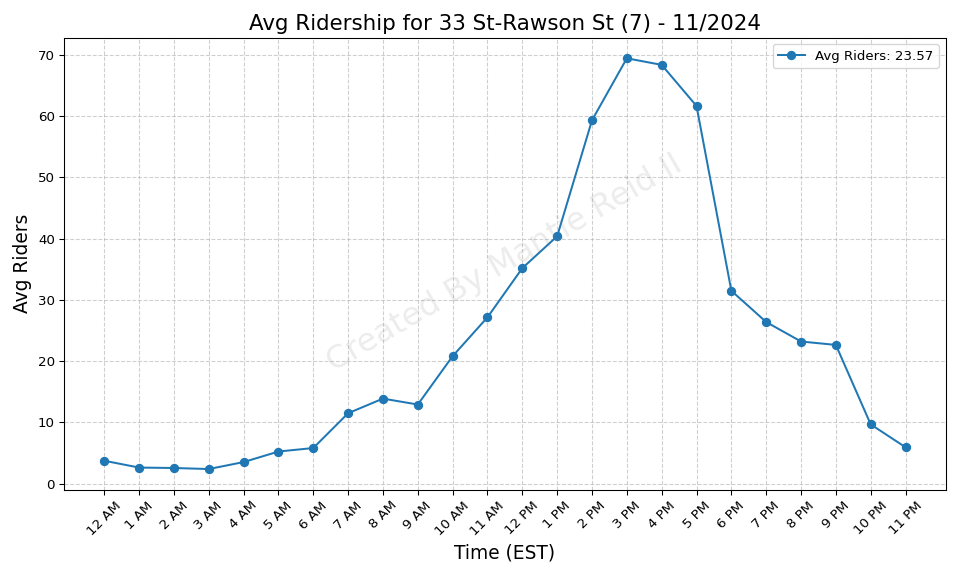 Avg Ridership for 33 St-Rawson St (7) - 11/2024
Avg Riders: 23.57
70
60
50
40
30
20
10
0
Avg Riders
Created By Mantle Reid II
12 AM
1 AM
2 AM
3 AM
4 AM
5 AM
6 AM
7 AM
8 AM
9 AM
10 AM
11 AM
12 PM
1 PM
2 PM
3 PM
4 PM
5 PM
6 PM
7 PM
8 PM
9 PM
10 PM
11 PM
Time (EST)